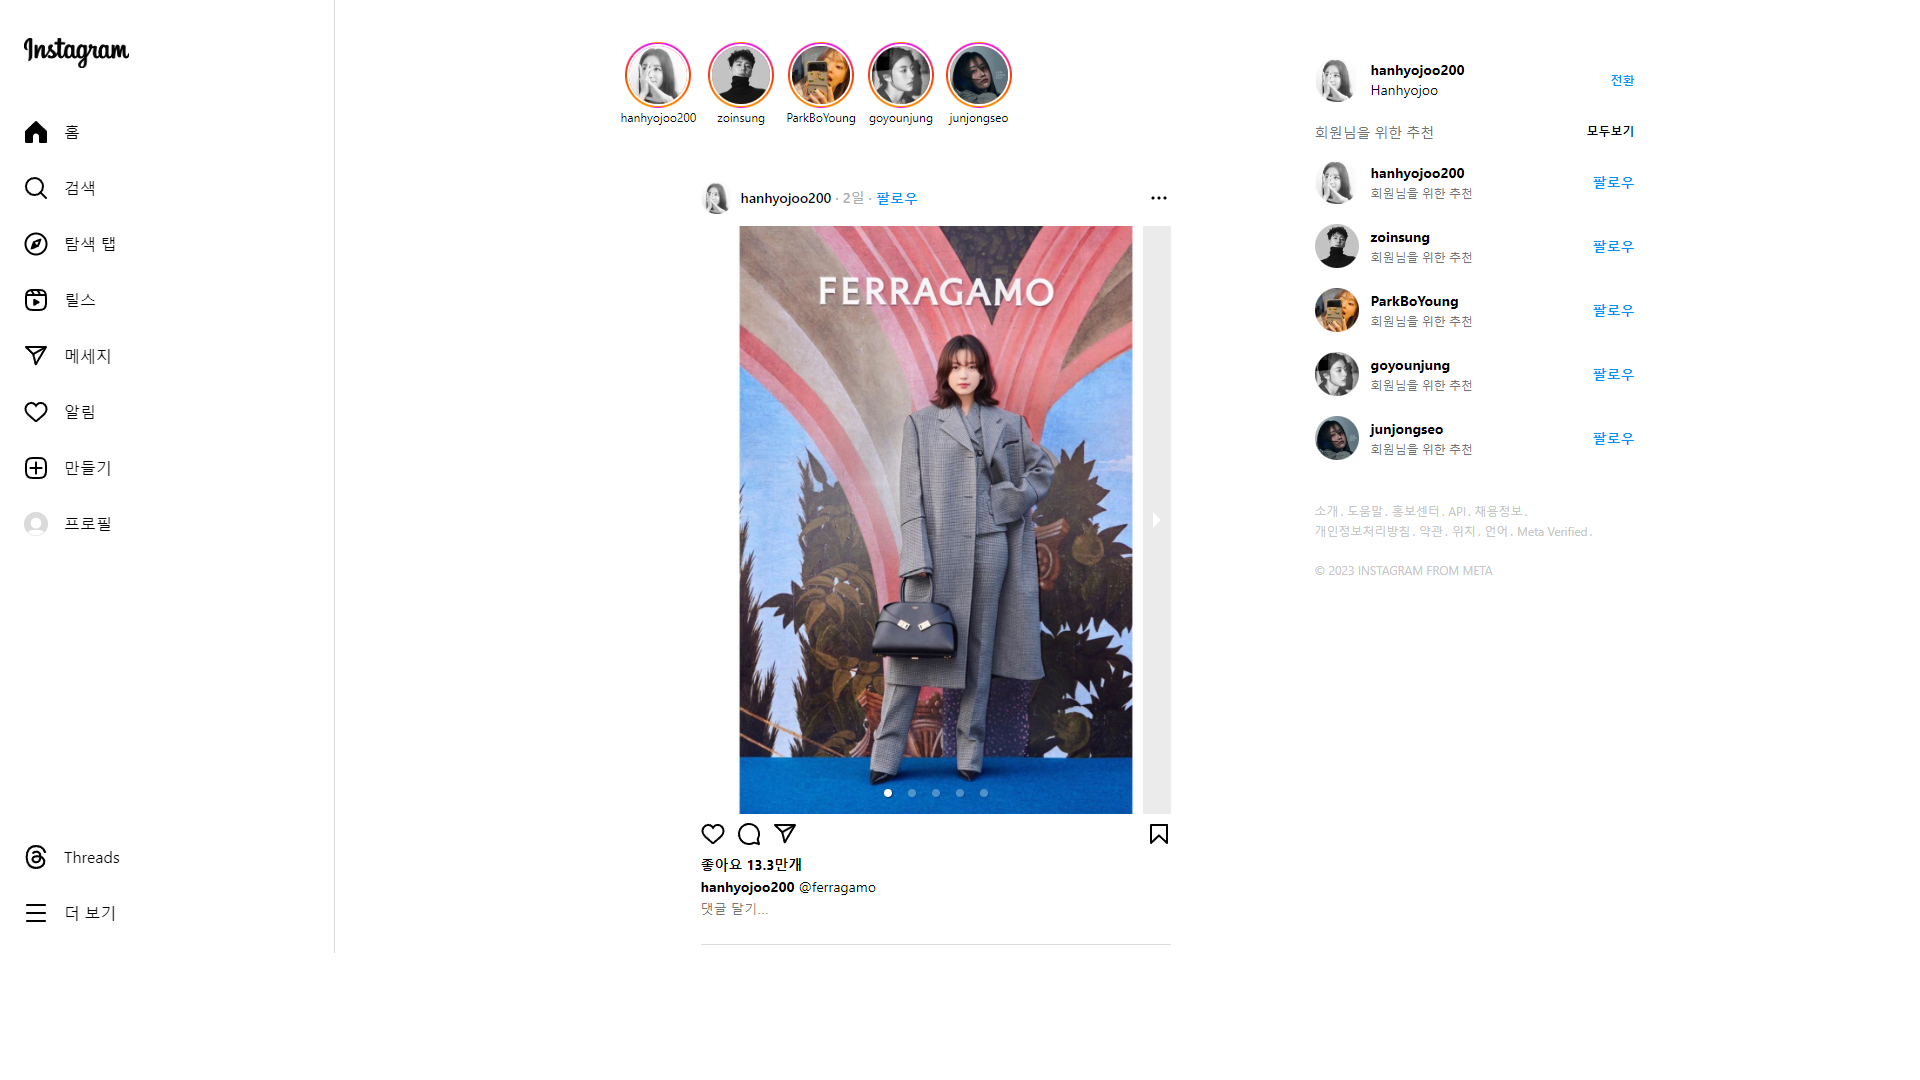 Instagram
홈
검색
탐색 탭
릴스
메세지
알림
만들기
프로필
Threads
더 보기
hanhyojoo200
zoinsung
ParkBoYoung
goyounjung
junjongseo
hanhyojoo200 · 2일 · 팔로우
FERRAGAMO
좋아요 13.3만개
hanhyojoo200 @ferragamo
댓글 달기...
hanhyojoo200
Hanhyojoo
전환
회원님을 위한 추천
모두보기
hanhyojoo200
회원님을 위한 추천
팔로우
zoinsung
회원님을 위한 추천
팔로우
ParkBoYoung
회원님을 위한 추천
팔로우
goyounjung
회원님을 위한 추천
팔로우
junjongseo
회원님을 위한 추천
팔로우
소개 . 도움말 . 홍보센터 . API . 채용정보 .
개인정보처리방침 . 약관 . 위치 . 언어 . Meta Verified .
© 2023 INSTAGRAM FROM META